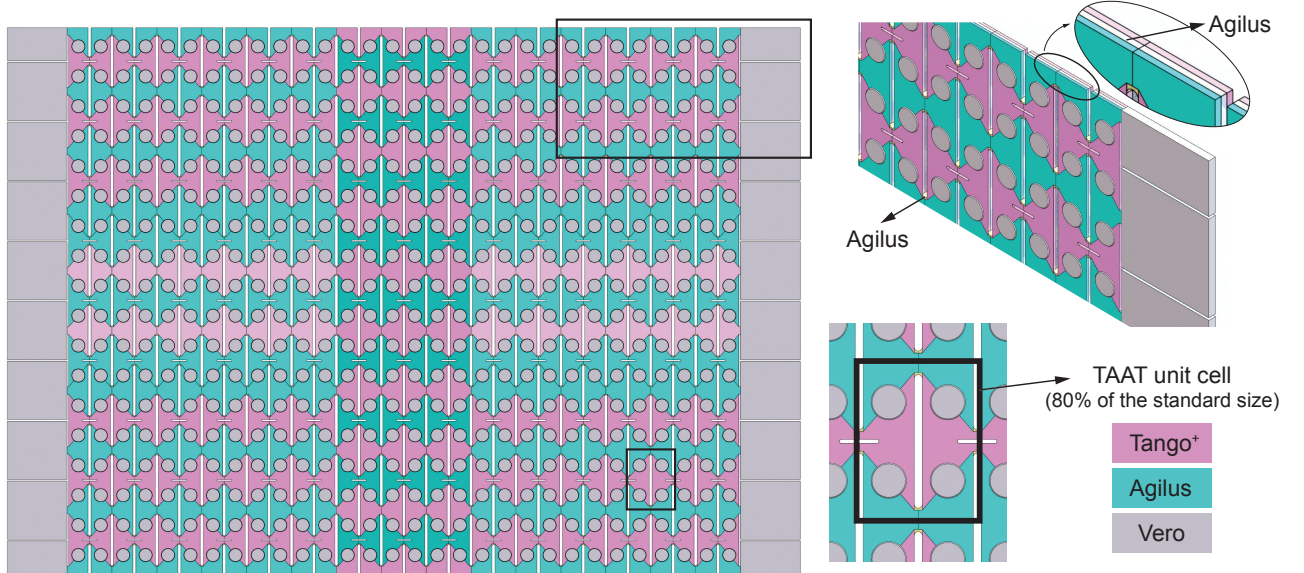 Agilus
Agilus
TAAT unit cell
(80% of the standard size)
Tango⁺
Agilus
Vero